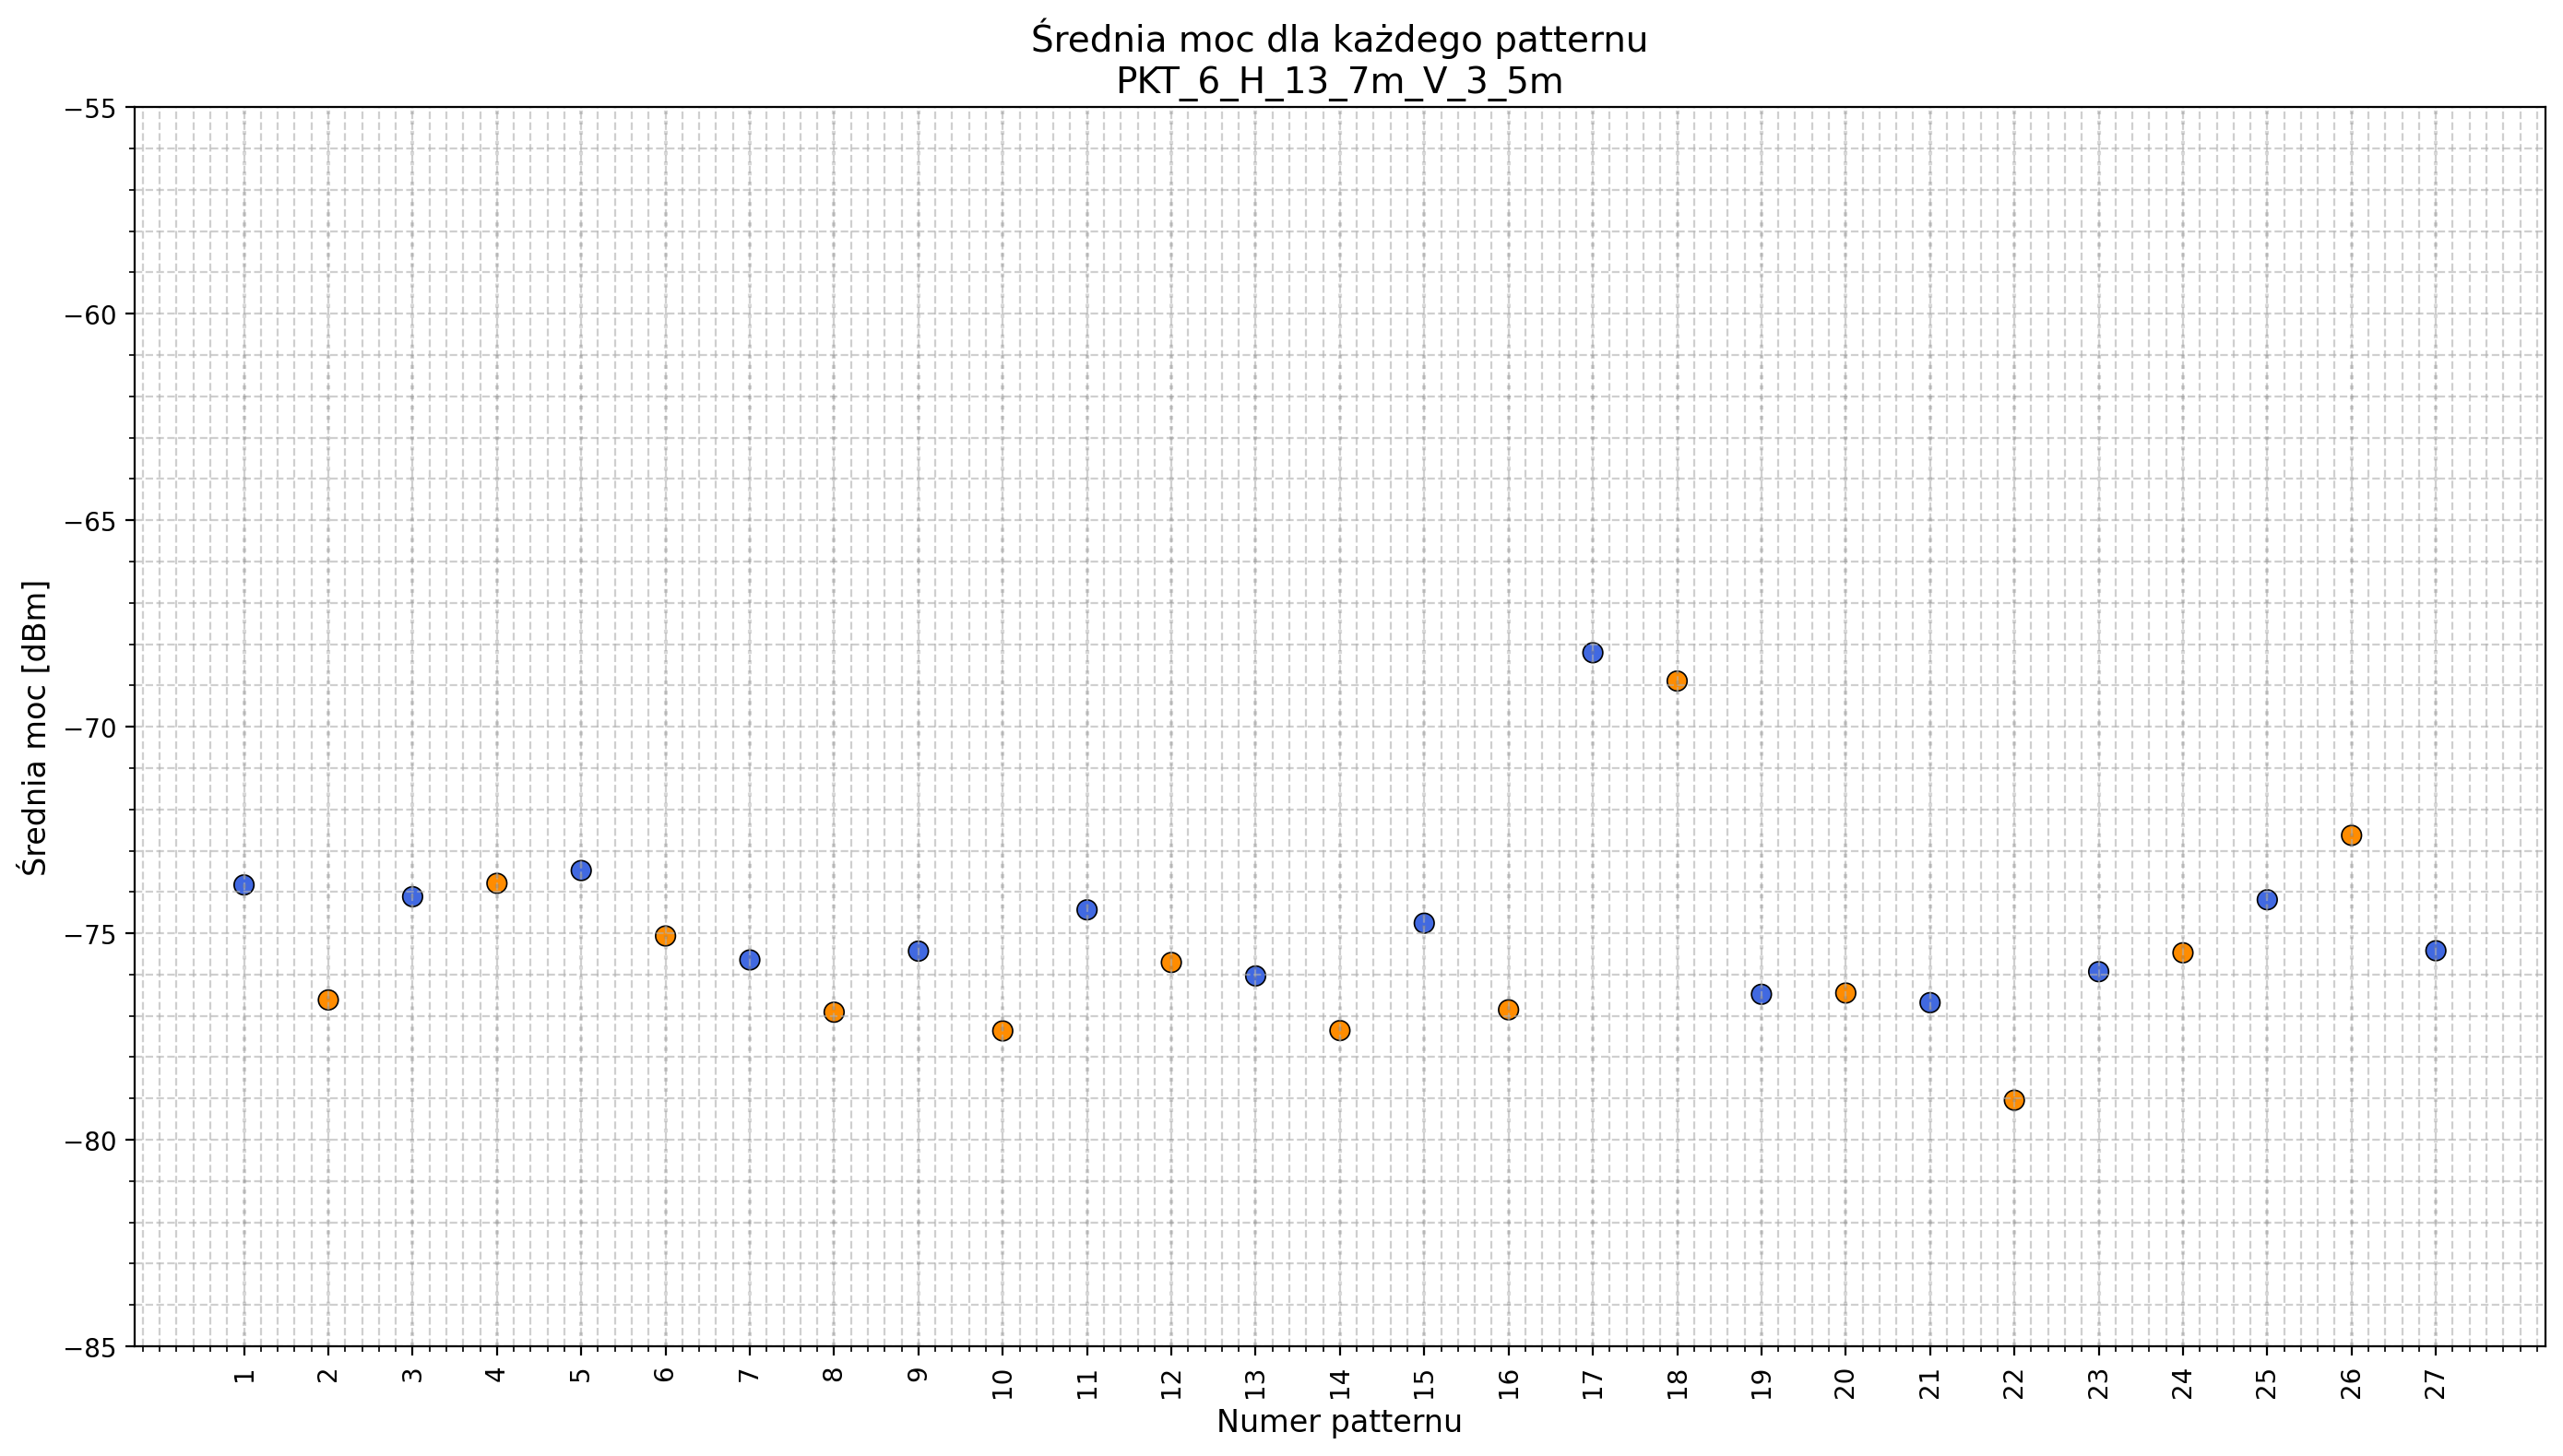 Średnia moc dla każdego patternu
PKT_6_H_13_7m_V_3_5m
−55
−60
−65
−70
−75
−80
−85
Średnia moc [dBm]
1 2 3 4 5 6 7 8 9 10 11 12 13 14 15 16 17 18 19 20 21 22 23 24 25 26 27
Numer patternu